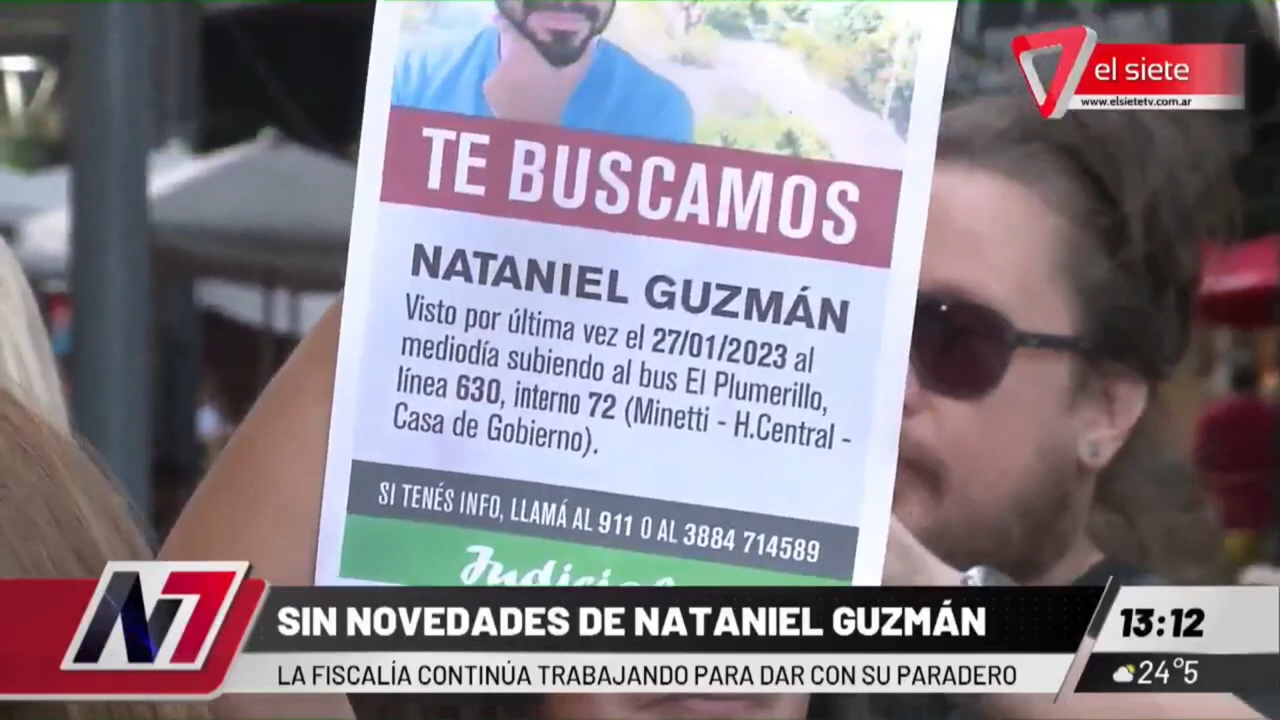 el siete
www.elsietetv.com.ar
TE BUSCAMOS
NATANIEL GUZMÁN
Visto por última vez el 27/01/2023 al
mediodía subiendo al bus El Plumerillo,
línea 630, interno 72 (Minetti - H.Central -
Casa de Gobierno).
SI TENÉS INFO, LLAMÁ AL 911 O AL 3884 714589
N7
SIN NOVEDADES DE NATANIEL GUZMÁN
13:12
LA FISCALÍA CONTINÚA TRABAJANDO PARA DAR CON SU PARADERO
24°5